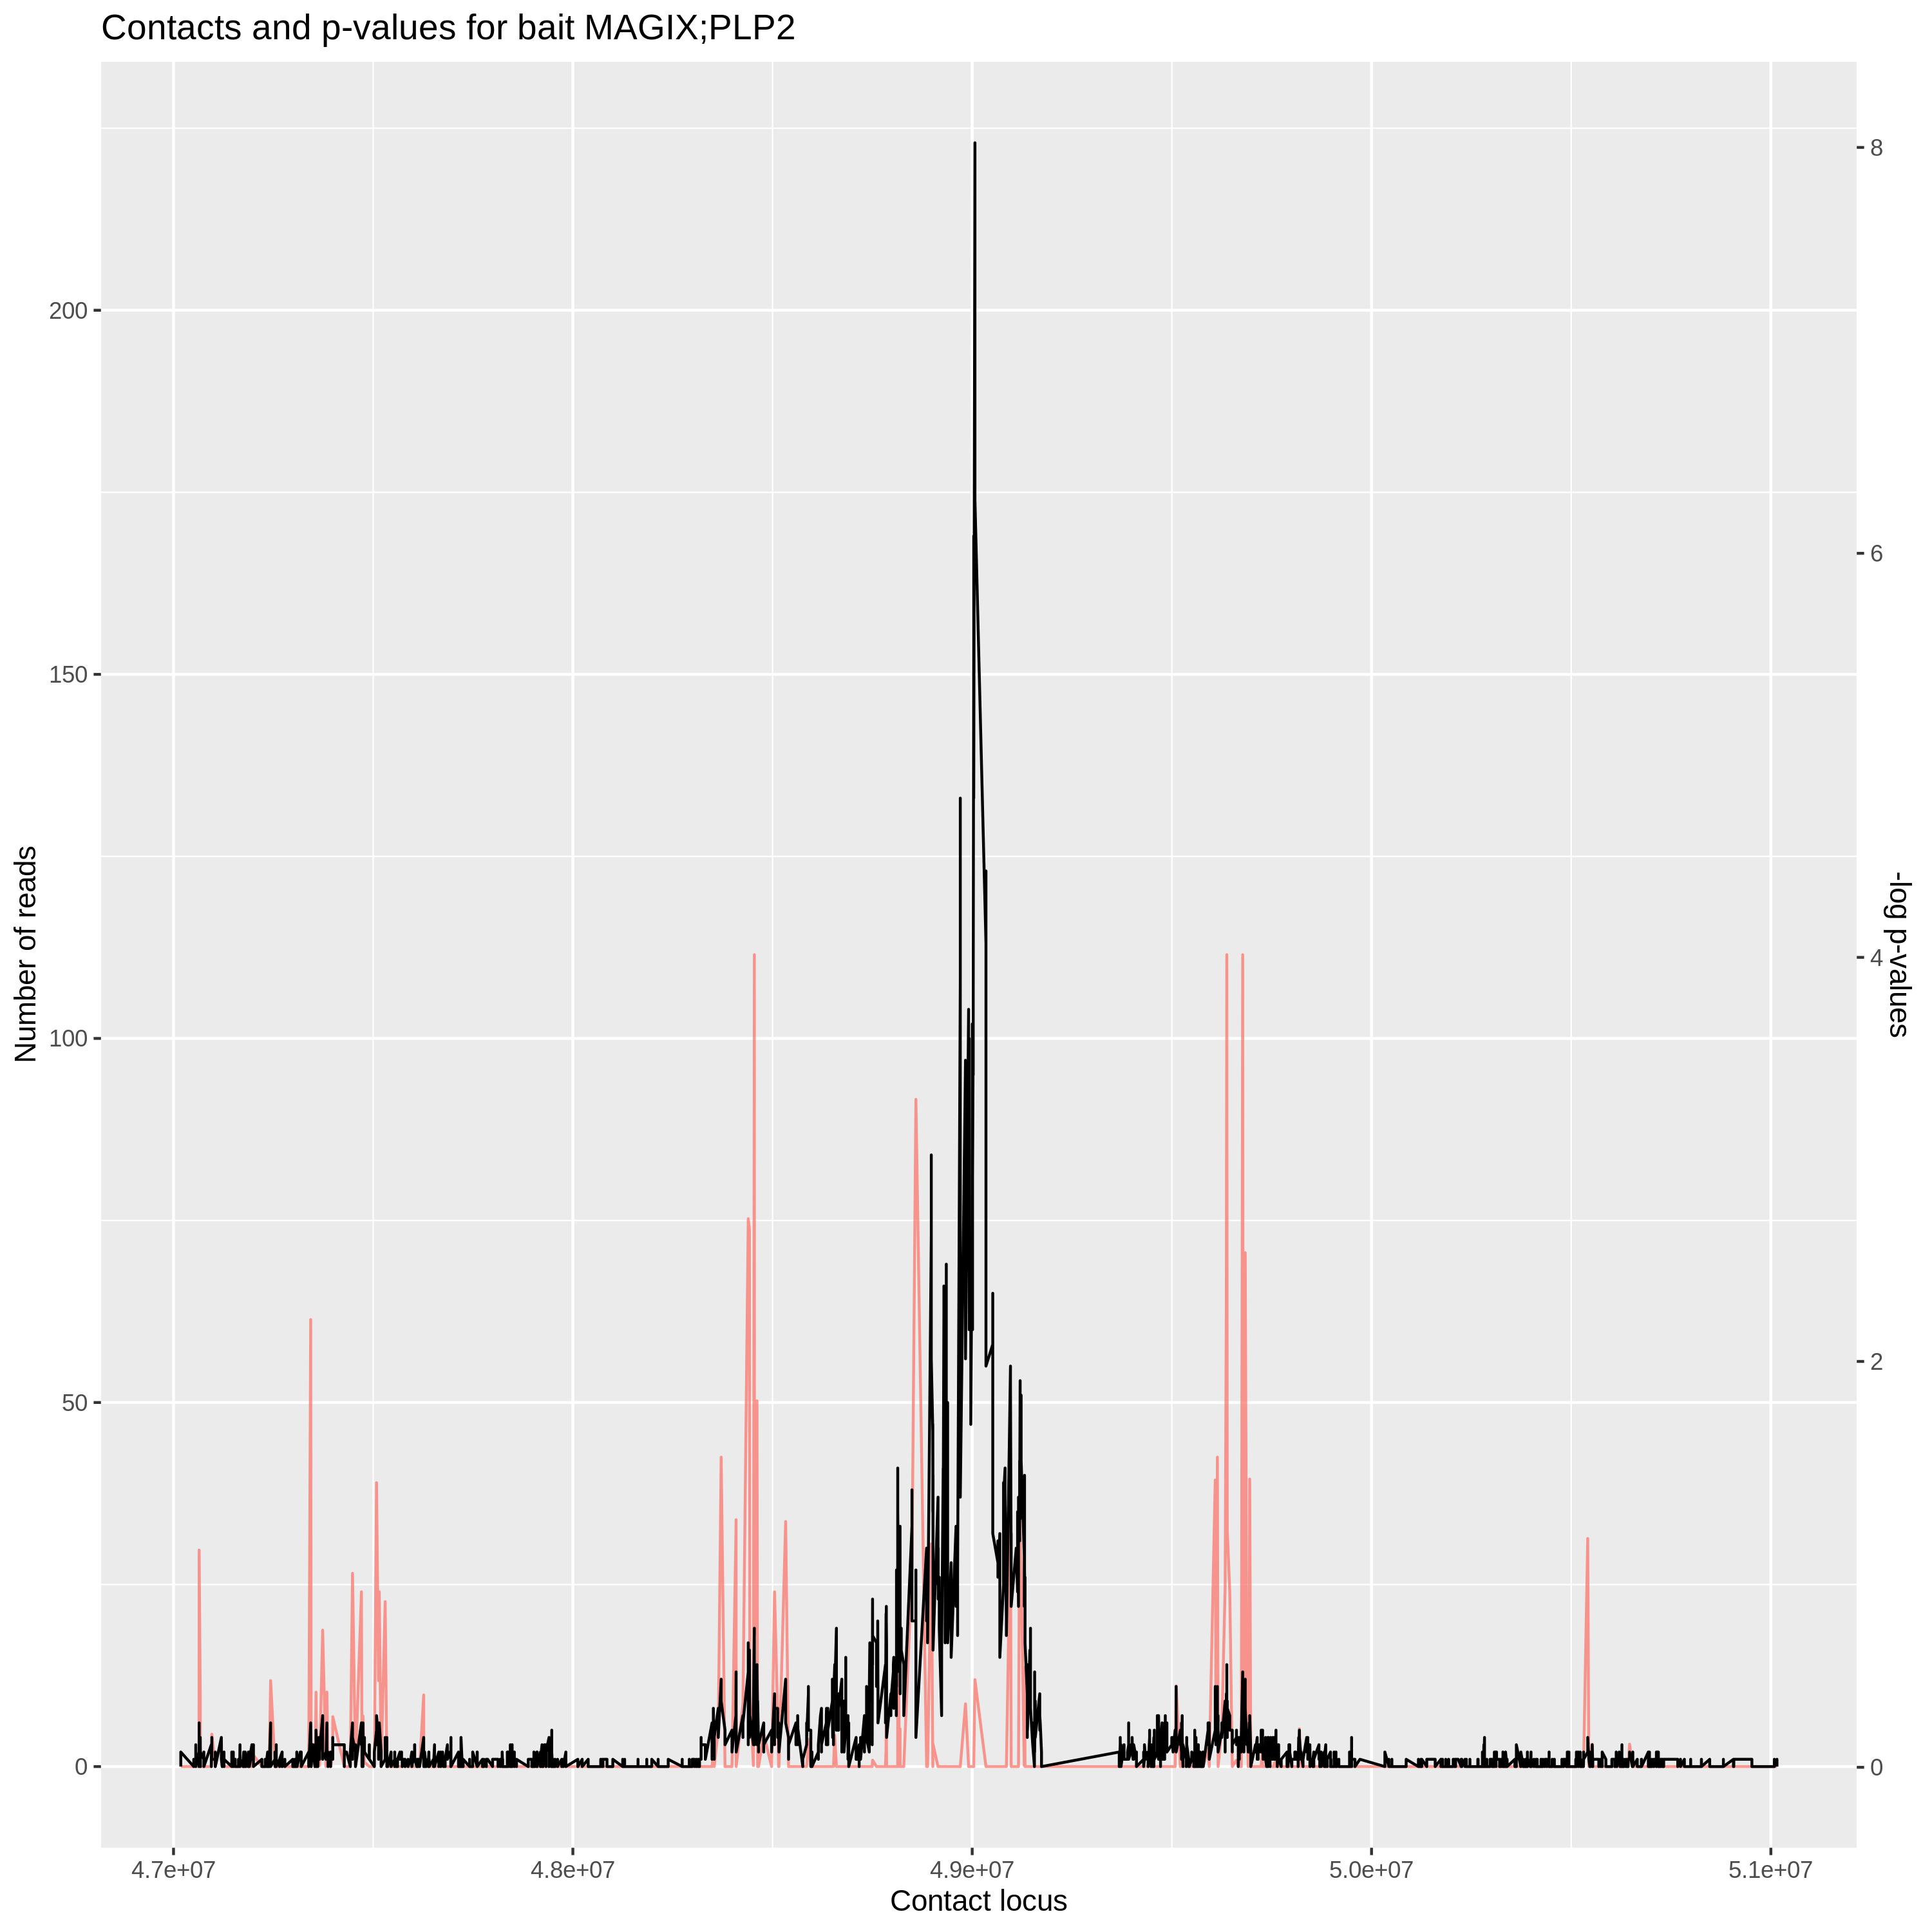 Contacts and p-values for bait MAGIX;PLP2
Number of reads
200
150
100
50
0
8
6
4
2
0
-log p-values
4.7e+07 4.8e+07 4.9e+07 5.0e+07 5.1e+07
Contact locus